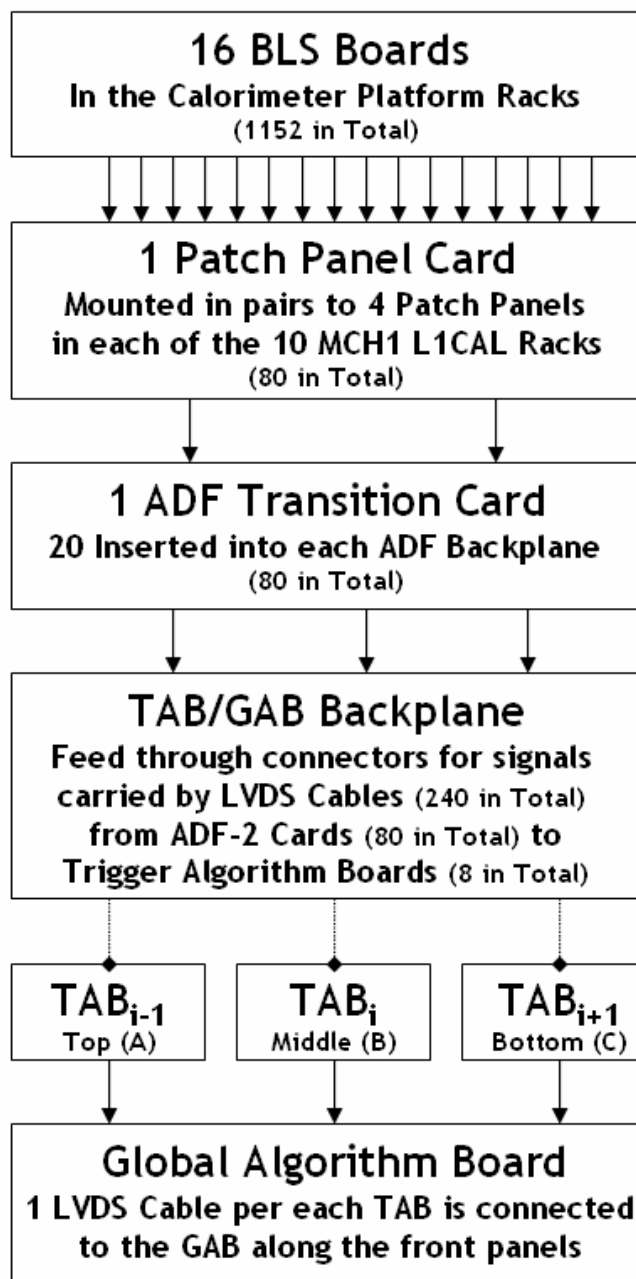 16 BLS Boards
In the Calorimeter Platform Racks
(1152 in Total)
1 Patch Panel Card
Mounted in pairs to 4 Patch Panels
in each of the 10 MCH1 L1CAL Racks
(80 in Total)
1 ADF Transition Card
20 Inserted into each ADF Backplane
(80 in Total)
TAB/GAB Backplane
Feed through connectors for signals
carried by LVDS Cables (240 in Total)
from ADF-2 Cards (80 in Total) to
Trigger Algorithm Boards (8 in Total)
TABi-1
Top (A)
TABi
Middle (B)
TABi+1
Bottom (C)
Global Algorithm Board
1 LVDS Cable per each TAB is connected
to the GAB along the front panels